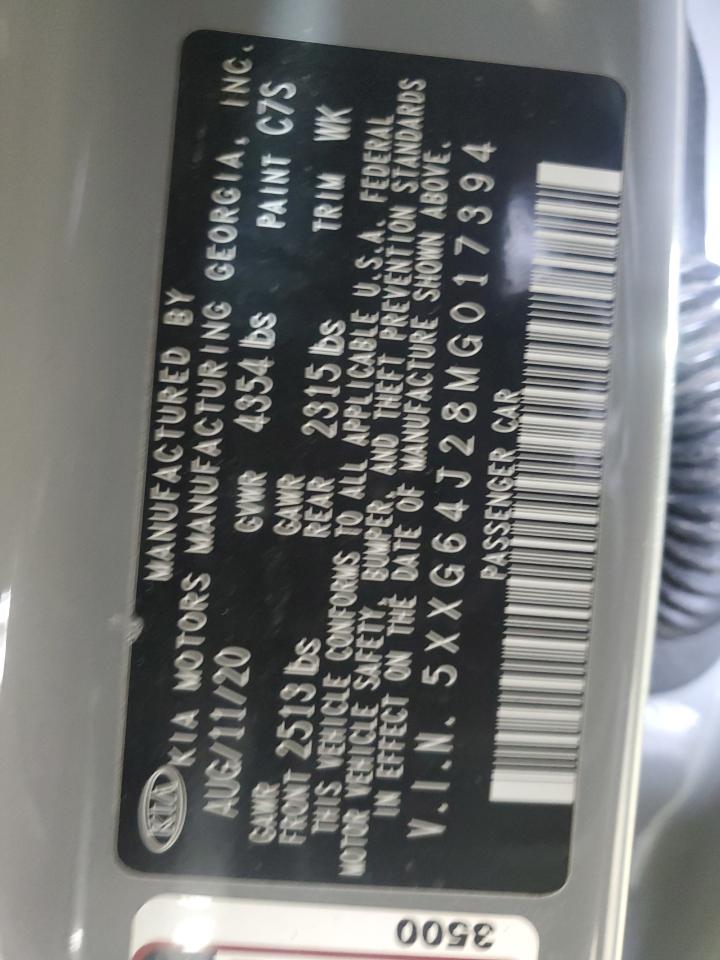 KIA
MANUFACTURED BY
KIA MOTORS MANUFACTURING GEORGIA, INC.
AUG/11/20 GVWR 4354 lbs PAINT C7S
GAWR FRONT 2513 lbs GAWR REAR 2315 lbs TRIM WK
THIS VEHICLE CONFORMS TO ALL APPLICABLE U.S.A. FEDERAL
MOTOR VEHICLE SAFETY, BUMPER, AND THEFT PREVENTION STANDARDS
IN EFFECT ON THE DATE OF MANUFACTURE SHOWN ABOVE.
V.I.N. 5XXG64J28MG017394
PASSENGER CAR
3500